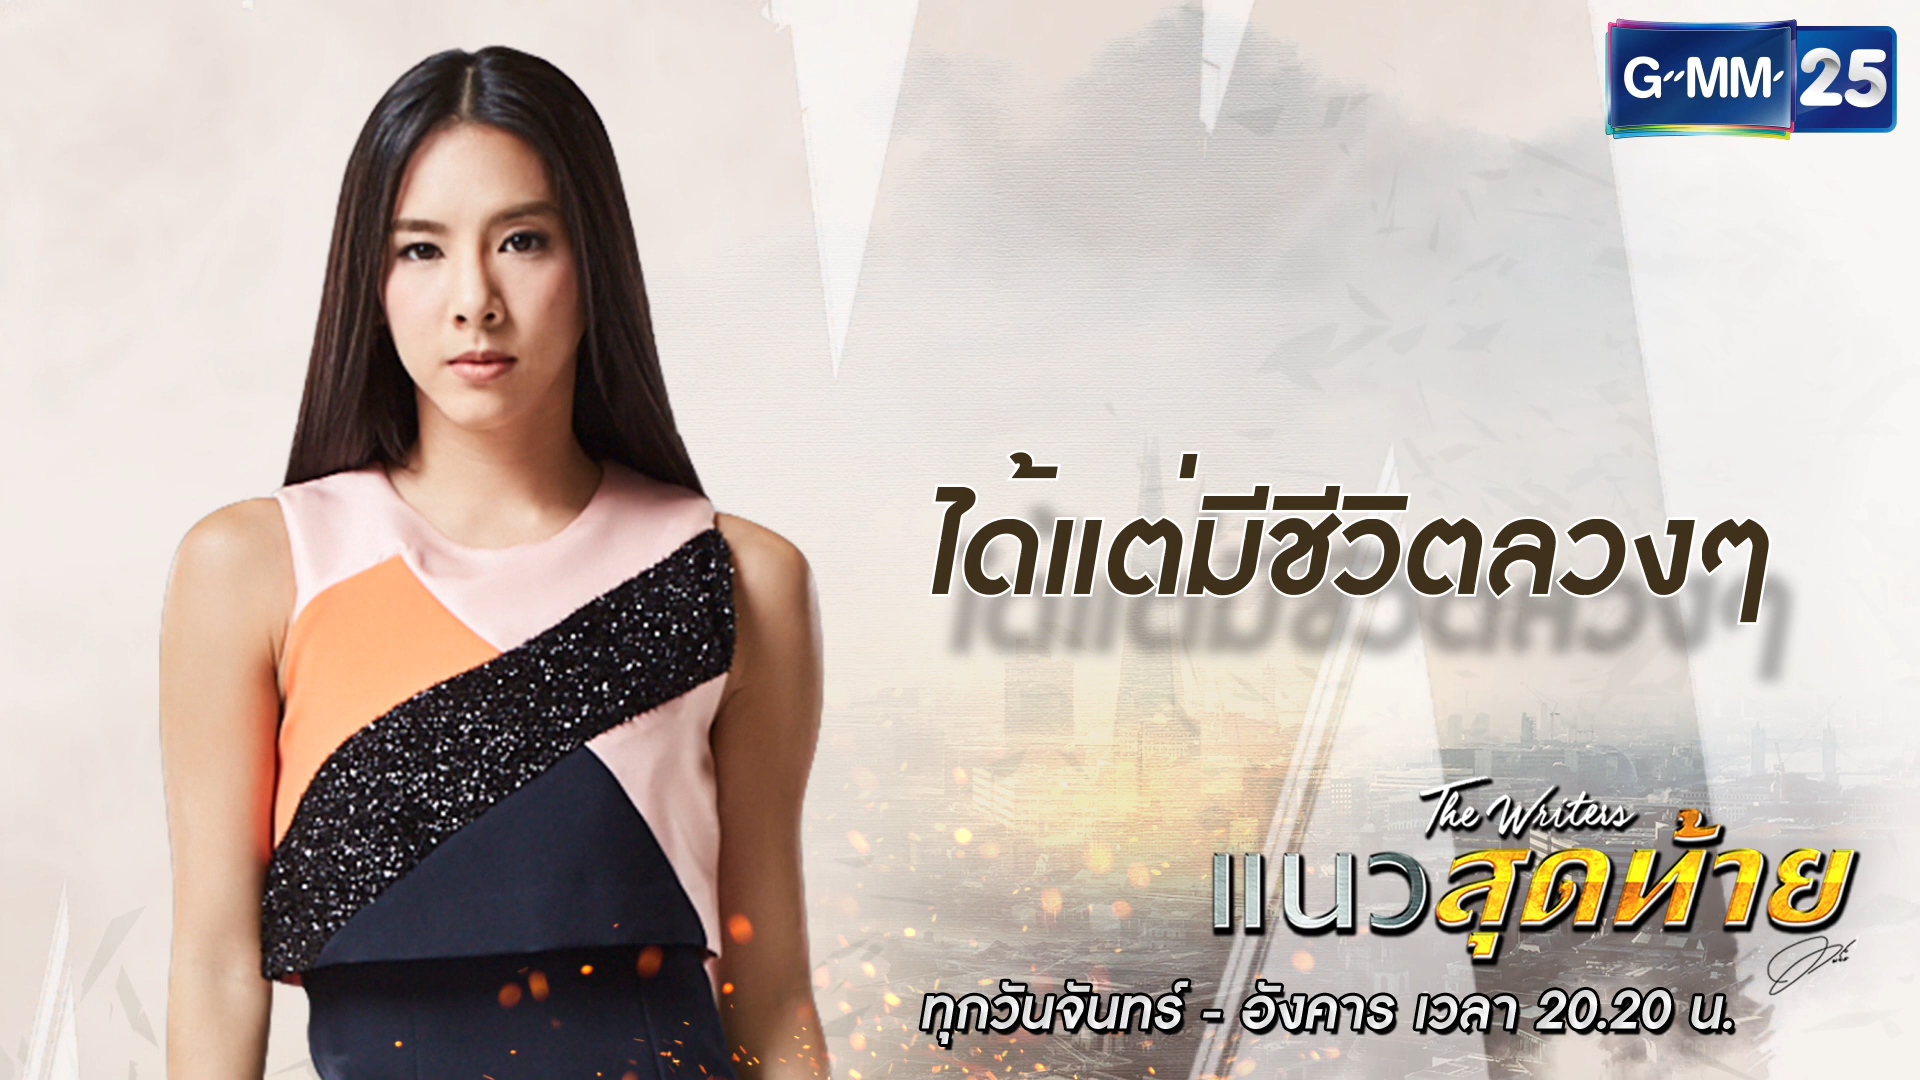 GMM 25
ได้แต่มีชีวิตลวงๆ
The Writers
แนวสุดท้าย
ทุกวันจันทร์ - อังคาร เวลา 20.20 น.